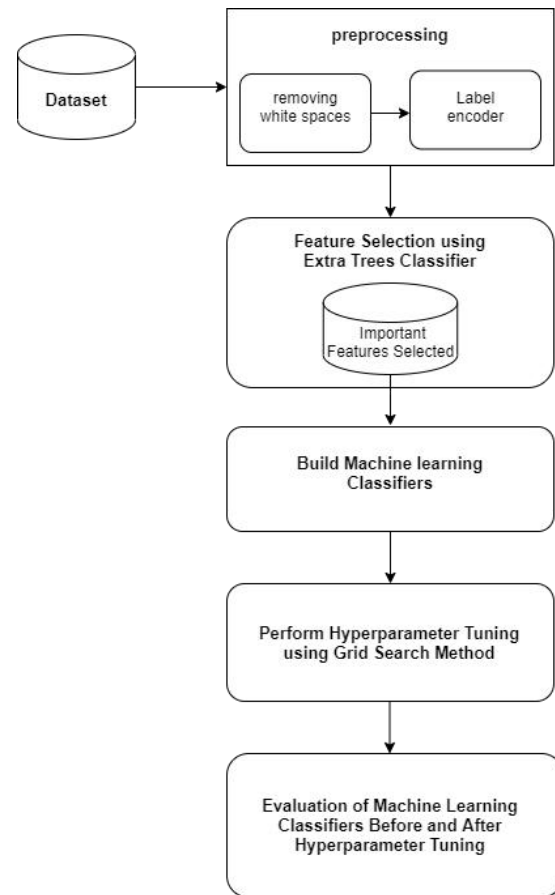 preprocessing
Dataset
removing
white spaces
Label
encoder
Feature Selection using
Extra Trees Classifier
Important
Features Selected
Build Machine learning
Classifiers
Perform Hyperparameter Tuning
using Grid Search Method
Evaluation of Machine Learning
Classifiers Before and After
Hyperparameter Tuning